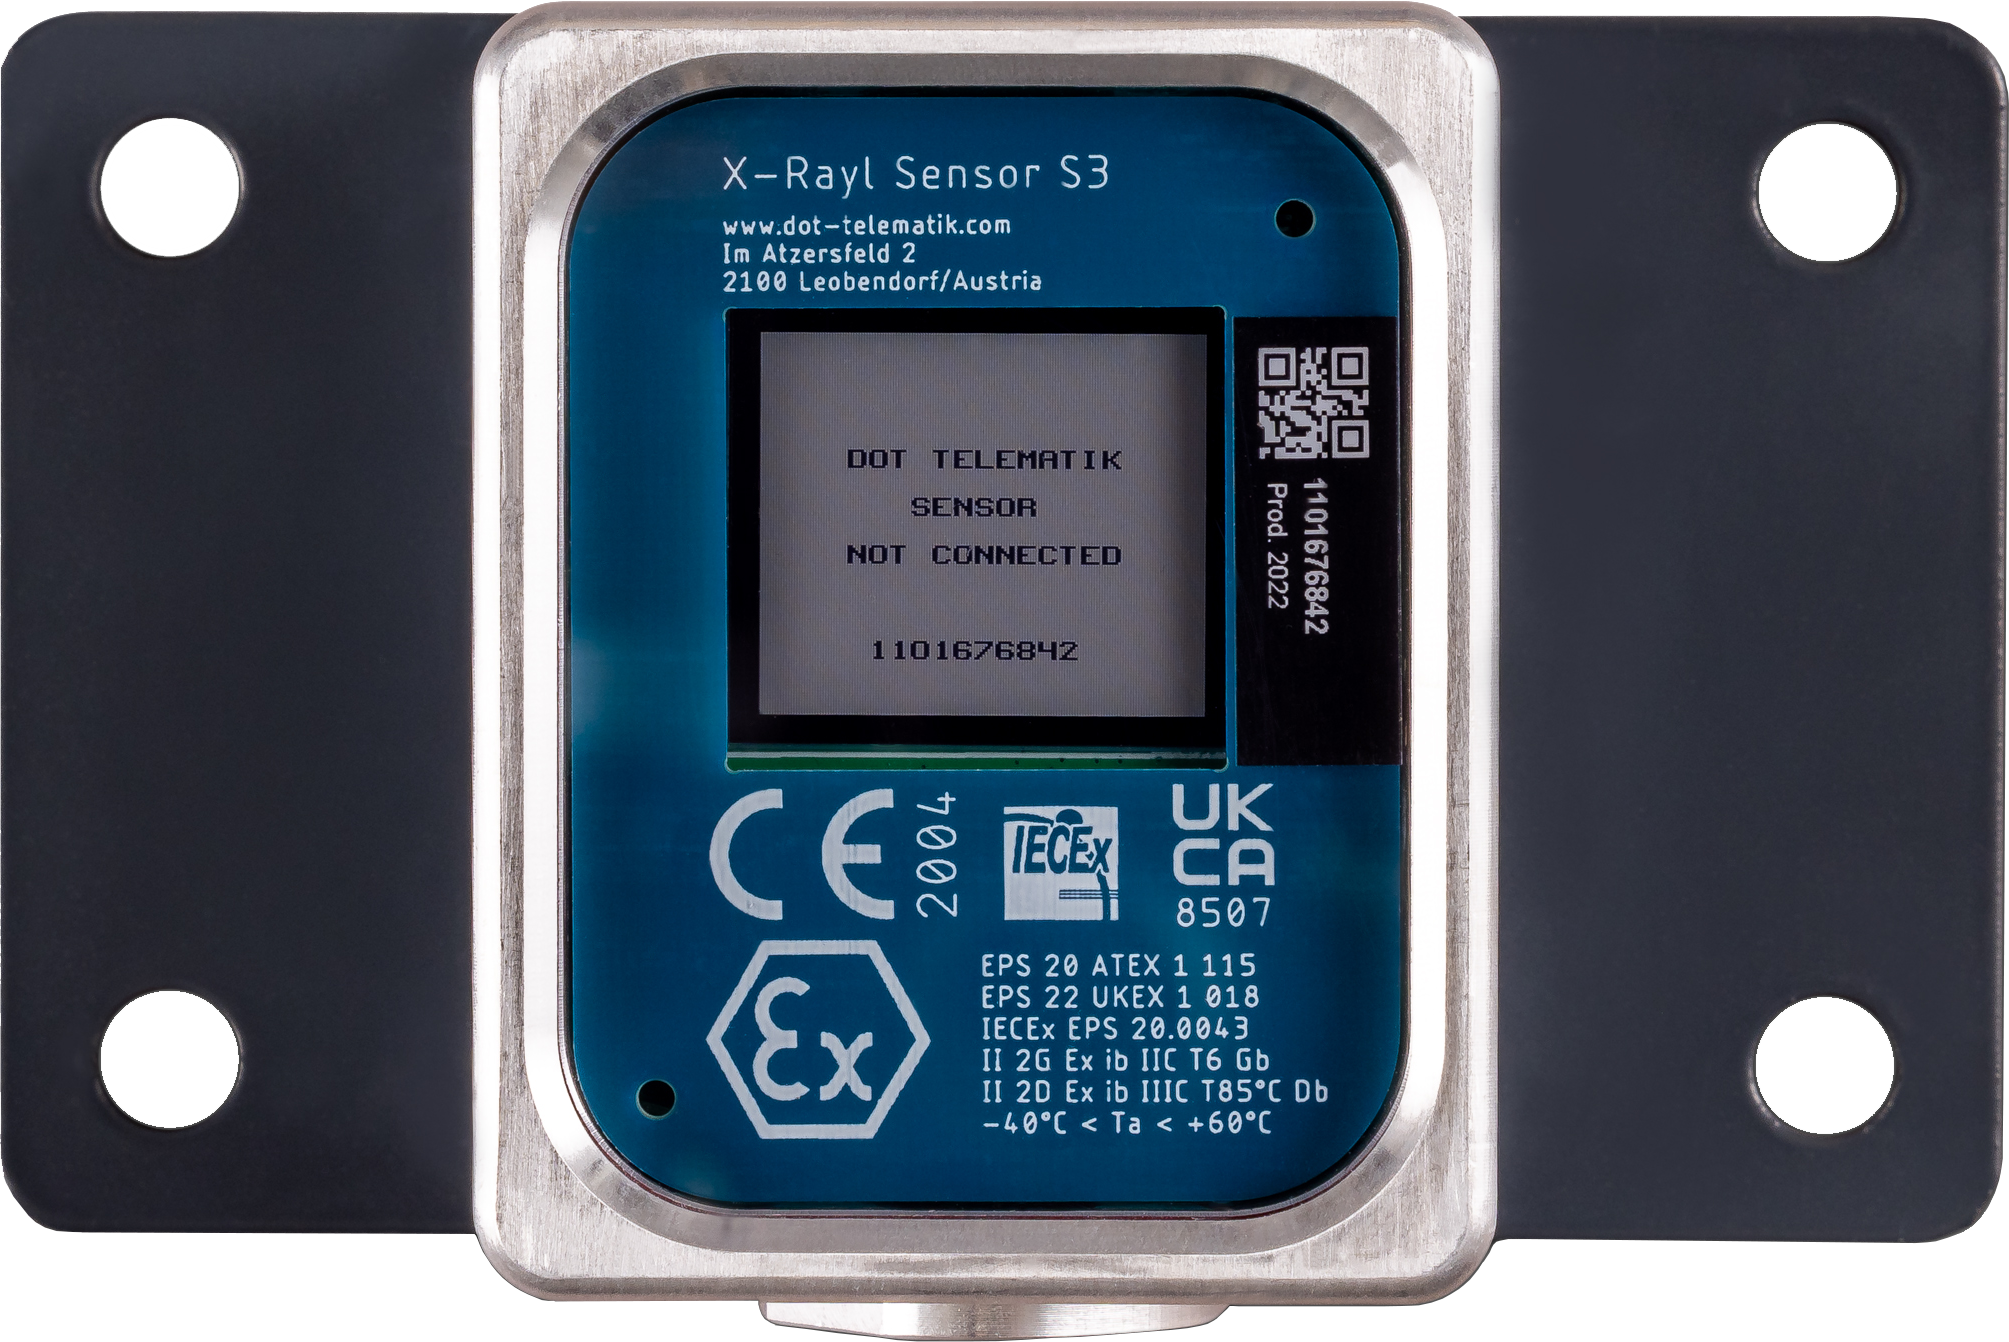 X-Rayl Sensor S3
www.dot-telematik.com
Im Atzersfeld 2
2100 Leobendorf/Austria
DOT TELEMATIK
SENSOR
NOT CONNECTED
1101676842
1101676842
Prod. 2022
CE 2004
IECEx
UK
CA
8507
Ex
EPS 20 ATEX 1 115
EPS 22 UKEX 1 018
IECEx EPS 20.0043
II 2G Ex ib IIC T6 Gb
II 2D Ex ib IIIC T85°C Db
-40°C < Ta < +60°C